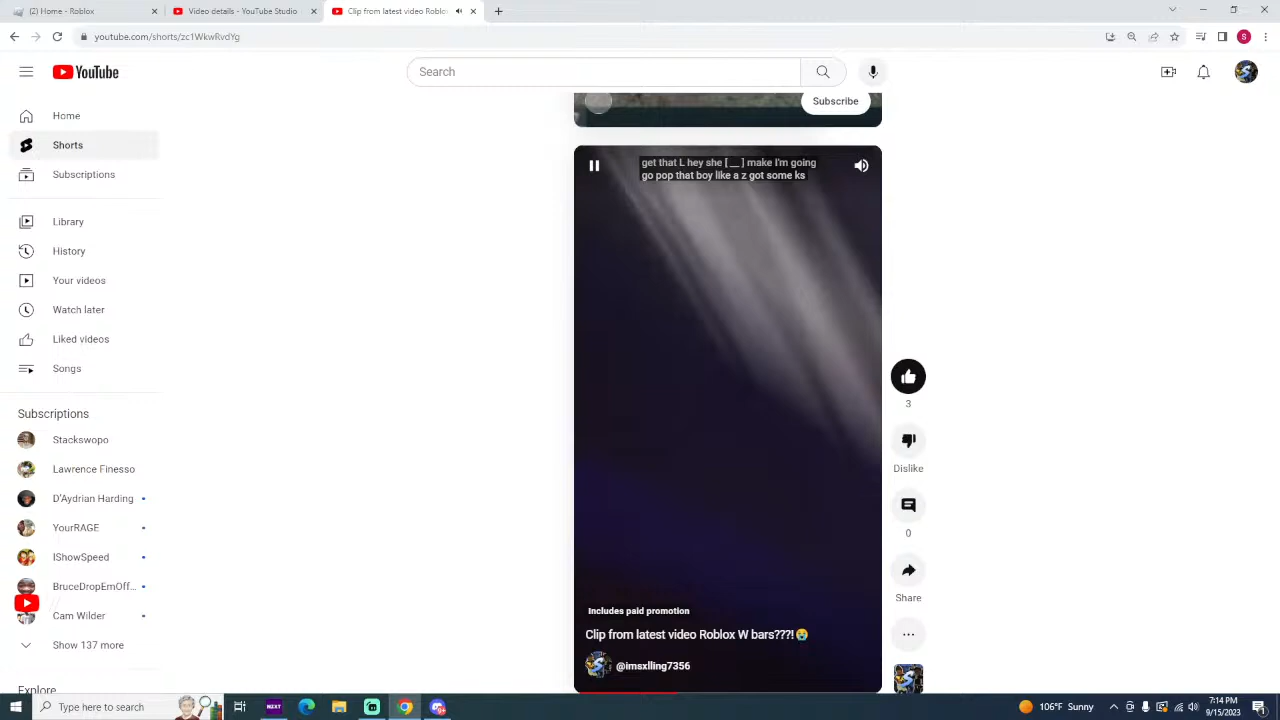 (2) Home - Roblox
Video details - YouTube Studio
Clip from latest video Roblox
youtube.com/shorts/zc1WkwRvdYg
S
YouTube
Search
Home
Shorts
Subscriptions
Library
History
Your videos
Watch later
Liked videos
Songs
Subscriptions
Stackswopo
Lawrence Finesso
D'Aydrian Harding
YourRAGE
IShowSpeed
BruceDropEmOff...
Cam Wilder
Show 137 more
Explore
Subscribe
get that L hey she [ __ ] make I'm going
go pop that boy like a z got some ks
3
Dislike
0
Share
Includes paid promotion
Clip from latest video Roblox W bars???!😭
@imsxlling7356
Type here to search
NZXT
106°F Sunny
7:14 PM
9/15/2023